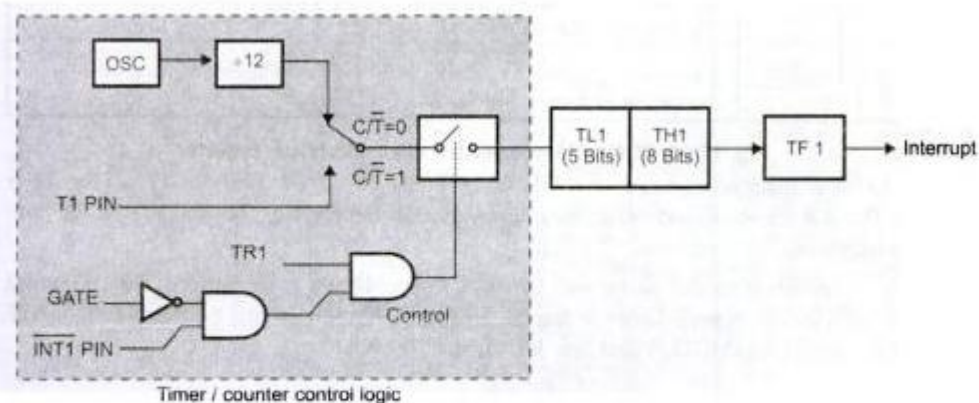 OSC
÷12
C/T̅=0
C/T̅=1
T1 PIN
TR1
GATE
I̅N̅T̅1̅ PIN
Control
TL1
(5 Bits)
TH1
(8 Bits)
TF 1
Interrupt
Timer / counter control logic